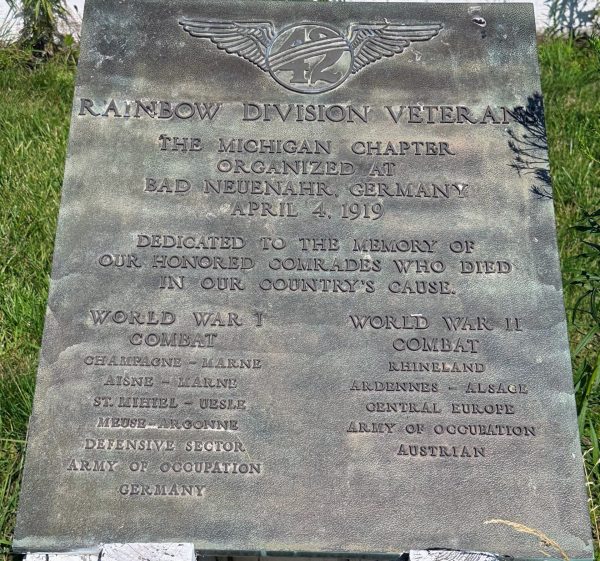 42
RAINBOW DIVISION VETERANS
THE MICHIGAN CHAPTER
ORGANIZED AT
BAD NEUENAHR, GERMANY
APRIL 4, 1919
DEDICATED TO THE MEMORY OF
OUR HONORED COMRADES WHO DIED
IN OUR COUNTRY'S CAUSE.
WORLD WAR I
COMBAT
CHAMPAGNE - MARNE
AISNE - MARNE
ST. MIHIEL - UESLE
MEUSE-ARGONNE
DEFENSIVE SECTOR
ARMY OF OCCUPATION
GERMANY
WORLD WAR II
COMBAT
RHINELAND
ARDENNES - ALSAGE
CENTRAL EUROPE
ARMY OF OCCUPATION
AUSTRIAN